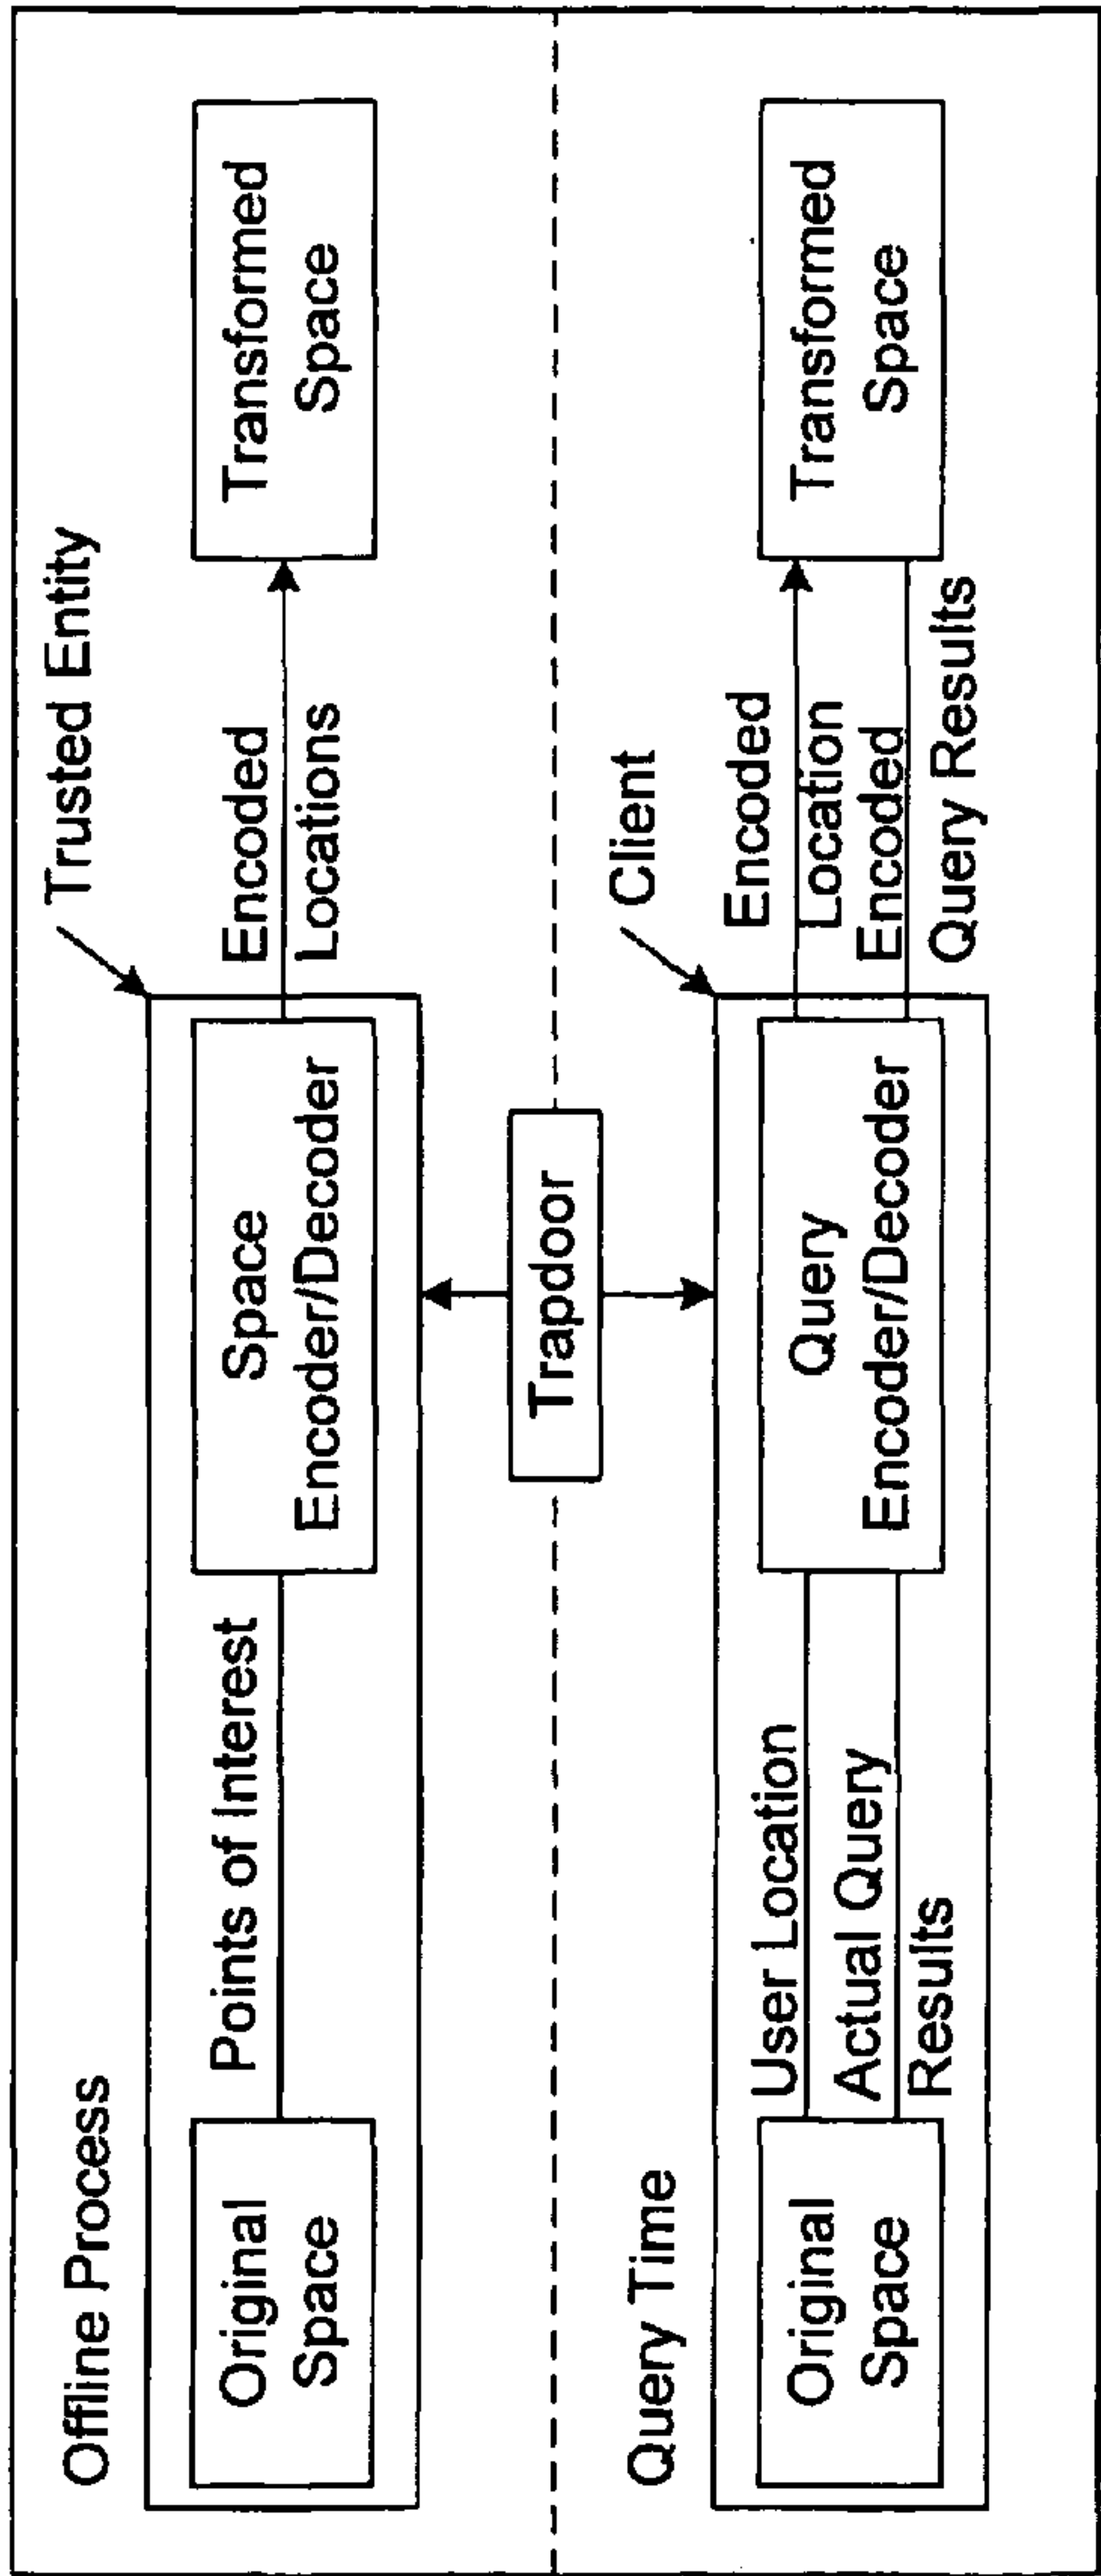 Offline Process
Trusted Entity
Original
Space
Points of Interest
Space
Encoder/Decoder
Encoded
Locations
Transformed
Space
Trapdoor
Query Time
Client
Original
Space
User Location
Actual Query
Results
Query
Encoder/Decoder
Encoded
Location
Encoded
Query Results
Transformed
Space